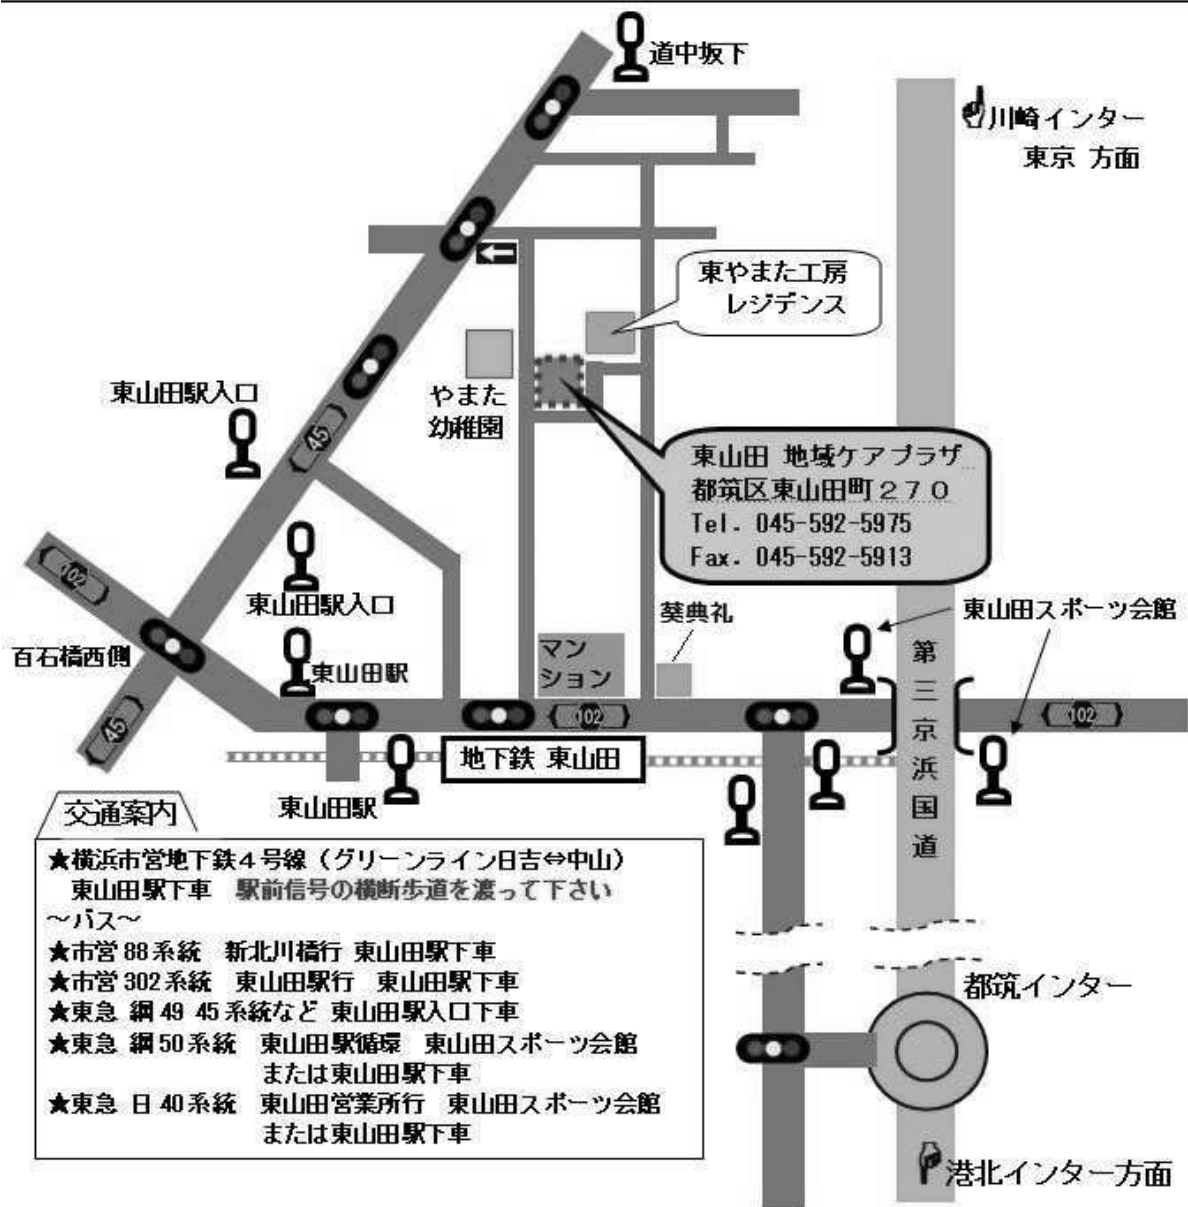 道中坂下
川崎インター
東京 方面
東やまた工房
レジデンス
東山田駅入口
やまた
幼稚園
45
東山田 地域ケアプラザ
都筑区東山田町２７０
Tel. 045-592-5975
Fax. 045-592-5913
102
東山田駅入口
葵典礼
東山田スポーツ会館
百石橋西側
東山田駅
マン
ション
第三京浜国道
45
102
102
地下鉄 東山田
東山田駅
交通案内
★横浜市営地下鉄４号線（グリーンライン日吉⇔中山）
東山田駅下車 駅前信号の横断歩道を渡って下さい
～バス～
★市営 88 系統 新北川橋行 東山田駅下車
★市営 302 系統 東山田駅行 東山田駅下車
★東急 綱 49 45 系統など 東山田駅入口下車
★東急 綱 50 系統 東山田駅循環 東山田スポーツ会館
または東山田駅下車
★東急 日 40 系統 東山田営業所行 東山田スポーツ会館
または東山田駅下車
都筑インター
港北インター方面